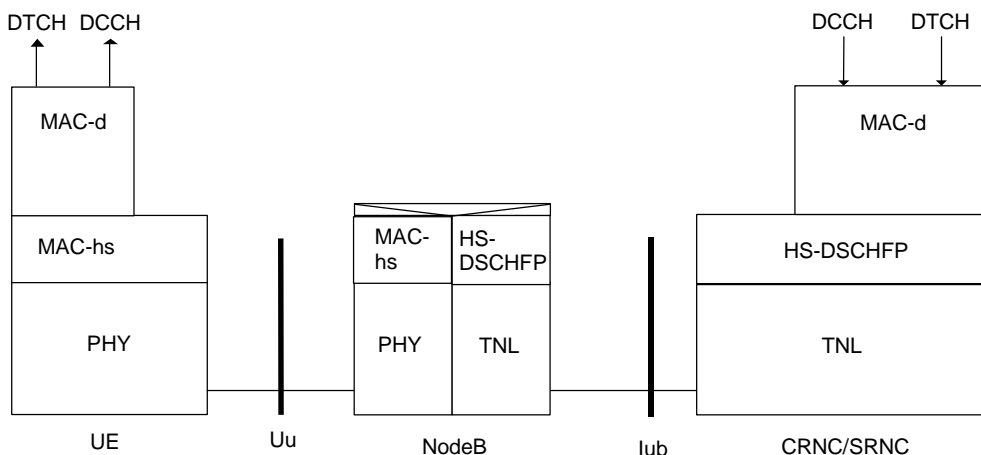 DTCH DCCH
DCCH DTCH
MAC-d
MAC-d
MAC-hs
MAC-
hs
HS-
DSCHFP
HS-DSCHFP
PHY
PHY
TNL
TNL
UE
Uu
NodeB
Iub
CRNC/SRNC